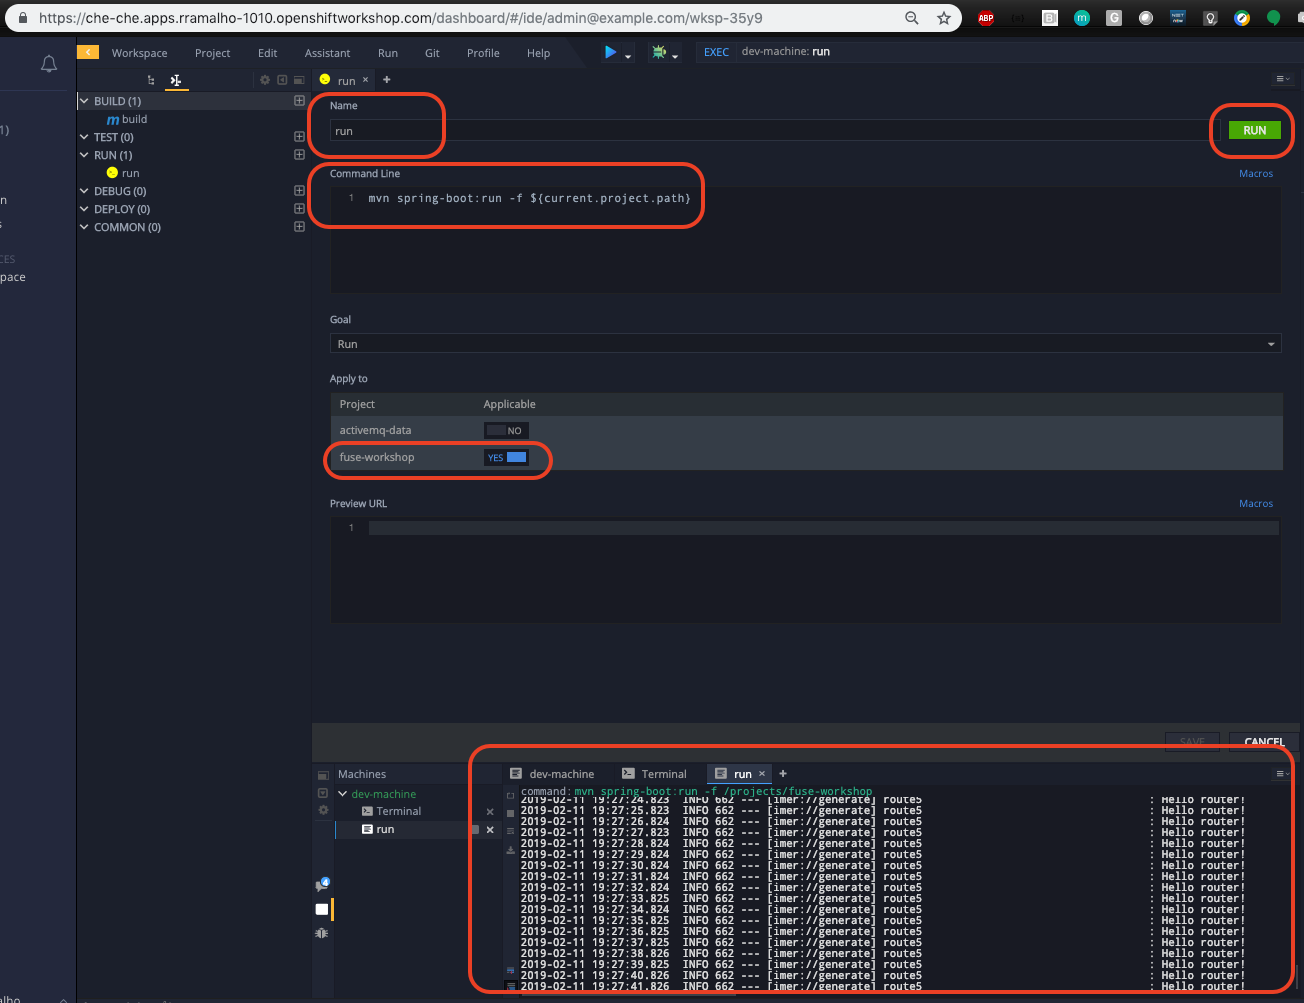 https://che-che.apps.rramalho-1010.openshiftworkshop.com/dashboard/#/ide/admin@example.com/wksp-35y9
Workspace Project Edit Assistant Run Git Profile Help EXEC dev-machine: run
run × +
BUILD (1)
build
TEST (0)
RUN (1)
run
DEBUG (0)
DEPLOY (0)
COMMON (0)
1)
n
s
CES
pace
Name
run
RUN
Command Line
Macros
1 mvn spring-boot:run -f ${current.project.path}
Goal
Run
Apply to
Project Applicable
activemq-data NO
fuse-workshop YES
Preview URL
Macros
1
SAVE CANCEL
Machines
dev-machine
Terminal ×
run ×
4
dev-machine Terminal run × +
command: mvn spring-boot:run -f /projects/fuse-workshop
2019-02-11 19:27:24.823 INFO 662 --- [imer://generate] route5 : Hello router!
2019-02-11 19:27:25.823 INFO 662 --- [imer://generate] route5 : Hello router!
2019-02-11 19:27:26.824 INFO 662 --- [imer://generate] route5 : Hello router!
2019-02-11 19:27:27.823 INFO 662 --- [imer://generate] route5 : Hello router!
2019-02-11 19:27:28.824 INFO 662 --- [imer://generate] route5 : Hello router!
2019-02-11 19:27:29.824 INFO 662 --- [imer://generate] route5 : Hello router!
2019-02-11 19:27:30.824 INFO 662 --- [imer://generate] route5 : Hello router!
2019-02-11 19:27:31.824 INFO 662 --- [imer://generate] route5 : Hello router!
2019-02-11 19:27:32.824 INFO 662 --- [imer://generate] route5 : Hello router!
2019-02-11 19:27:33.825 INFO 662 --- [imer://generate] route5 : Hello router!
2019-02-11 19:27:34.824 INFO 662 --- [imer://generate] route5 : Hello router!
2019-02-11 19:27:35.825 INFO 662 --- [imer://generate] route5 : Hello router!
2019-02-11 19:27:36.825 INFO 662 --- [imer://generate] route5 : Hello router!
2019-02-11 19:27:37.825 INFO 662 --- [imer://generate] route5 : Hello router!
2019-02-11 19:27:38.826 INFO 662 --- [imer://generate] route5 : Hello router!
2019-02-11 19:27:39.825 INFO 662 --- [imer://generate] route5 : Hello router!
2019-02-11 19:27:40.826 INFO 662 --- [imer://generate] route5 : Hello router!
2019-02-11 19:27:41.826 INFO 662 --- [imer://generate] route5 : Hello router!